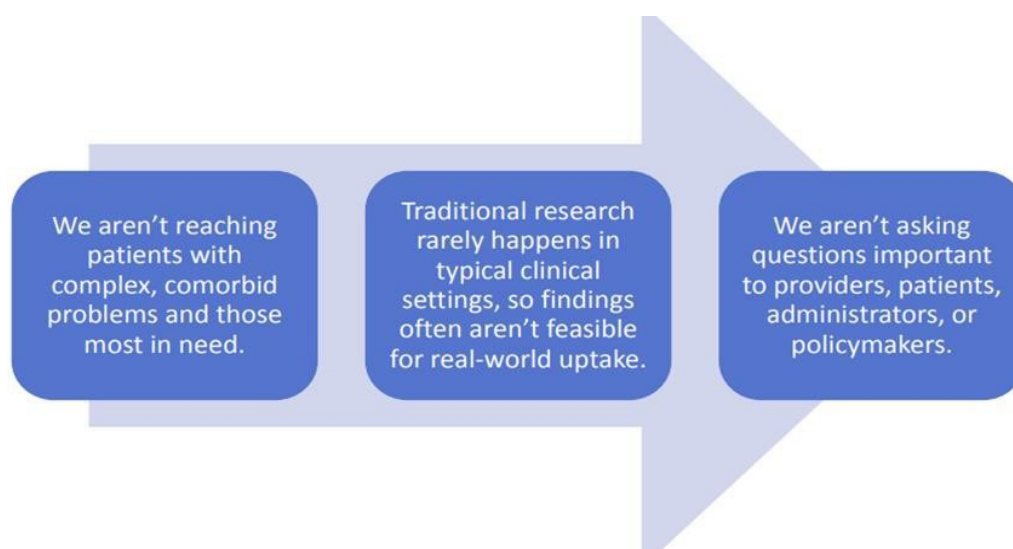 We aren’t reaching
patients with
complex, comorbid
problems and those
most in need.
Traditional research
rarely happens in
typical clinical
settings, so findings
often aren’t feasible
for real-world uptake.
We aren’t asking
questions important
to providers, patients,
administrators, or
policymakers.